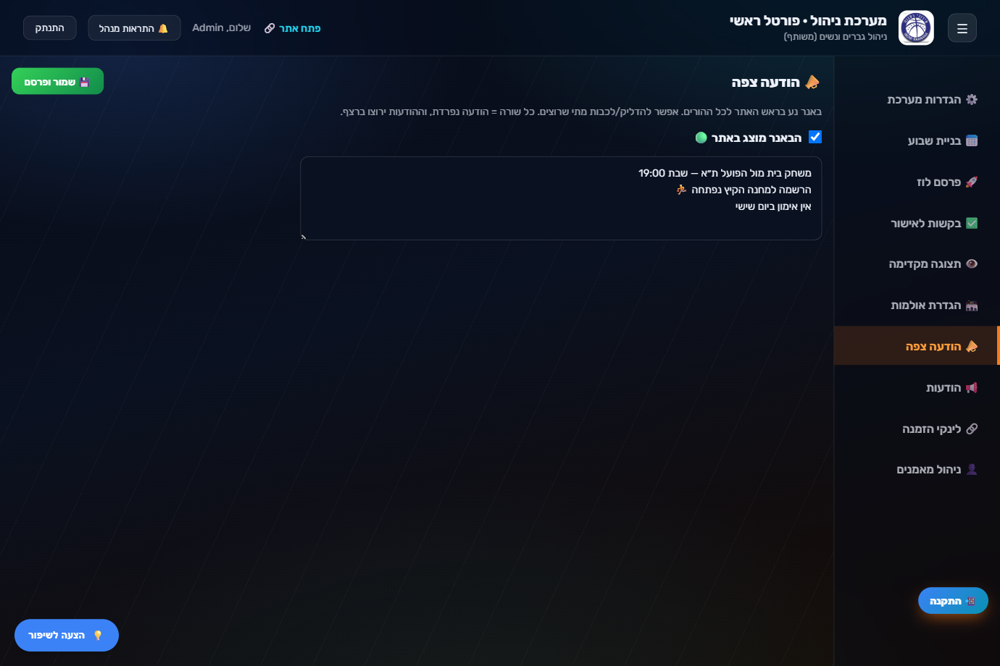 מערכת ניהול • פורטל ראשי
ניהול גברים ונשים (משותף)
פתח אתר 🔗
שלום, Admin
🔔 התראות מנהל
התנתק
⚙️ הגדרות מערכת
📅 בניית שבוע
🚀 פרסם לוז
✅ בקשות לאישור
👁️ תצוגה מקדימה
🏟️ הגדרת אולמות
📣 הודעה צפה
📢 הודעות
🔗 לינקי הזמנה
👤 ניהול מאמנים
📲 התקנה
📣 הודעה צפה
💾 שמור ופרסם
באנר נע בראש האתר לכל ההורים. אפשר להדליק/לכבות מתי שרוצים. כל שורה = הודעה נפרדת, וההודעות ירוצו ברצף.
הבאנר מוצג באתר 🟢
משחק בית מול הפועל ת״א — שבת 19:00
הרשמה למחנה הקיץ נפתחה 🏃
אין אימון ביום שישי
💡 הצעה לשיפור